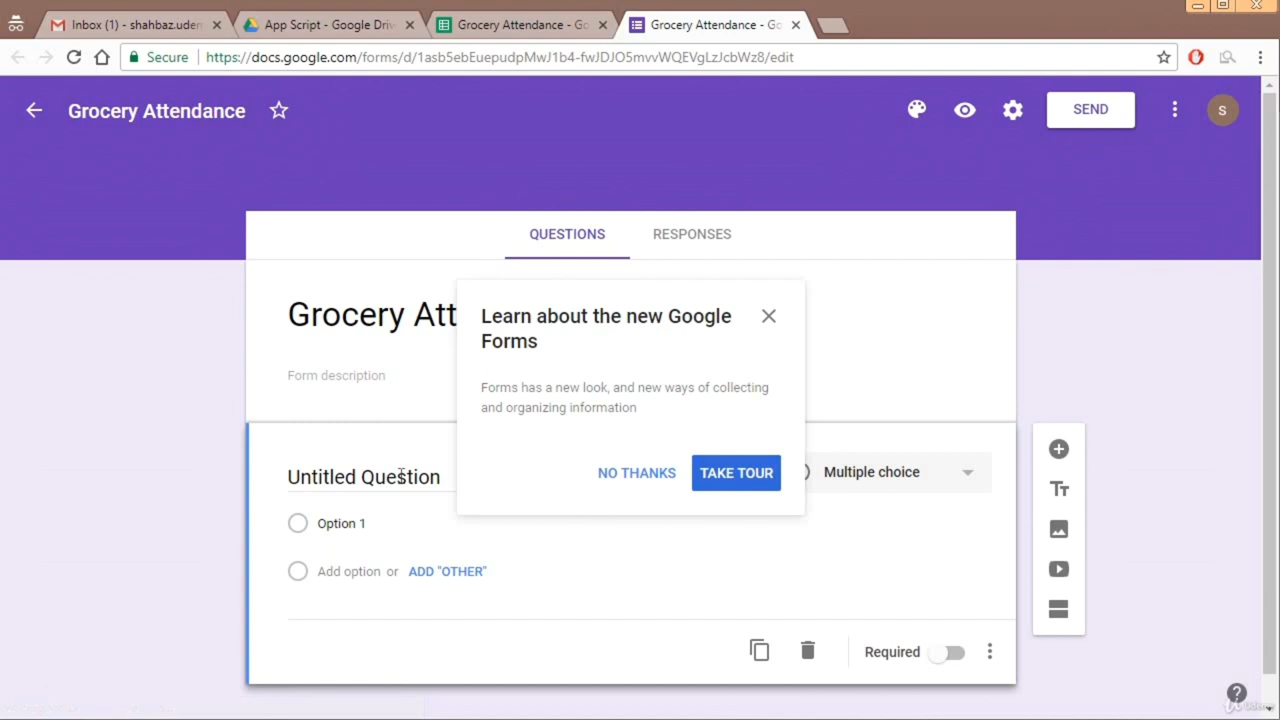 Inbox (1) - shahbaz.uden
App Script - Google Driv
Grocery Attendance - Go
Grocery Attendance - Go
Secure
https://docs.google.com/forms/d/1asb5ebEuepudpMwJ1b4-fwJDJO5mvvWQEVgLzJcbWz8/edit
Grocery Attendance
SEND
S
QUESTIONS
RESPONSES
Grocery Att
Form description
Learn about the new Google
Forms
Forms has a new look, and new ways of collecting
and organizing information
NO THANKS
TAKE TOUR
Untitled Question
Multiple choice
Option 1
Add option or ADD "OTHER"
Required
Tт
Udemy